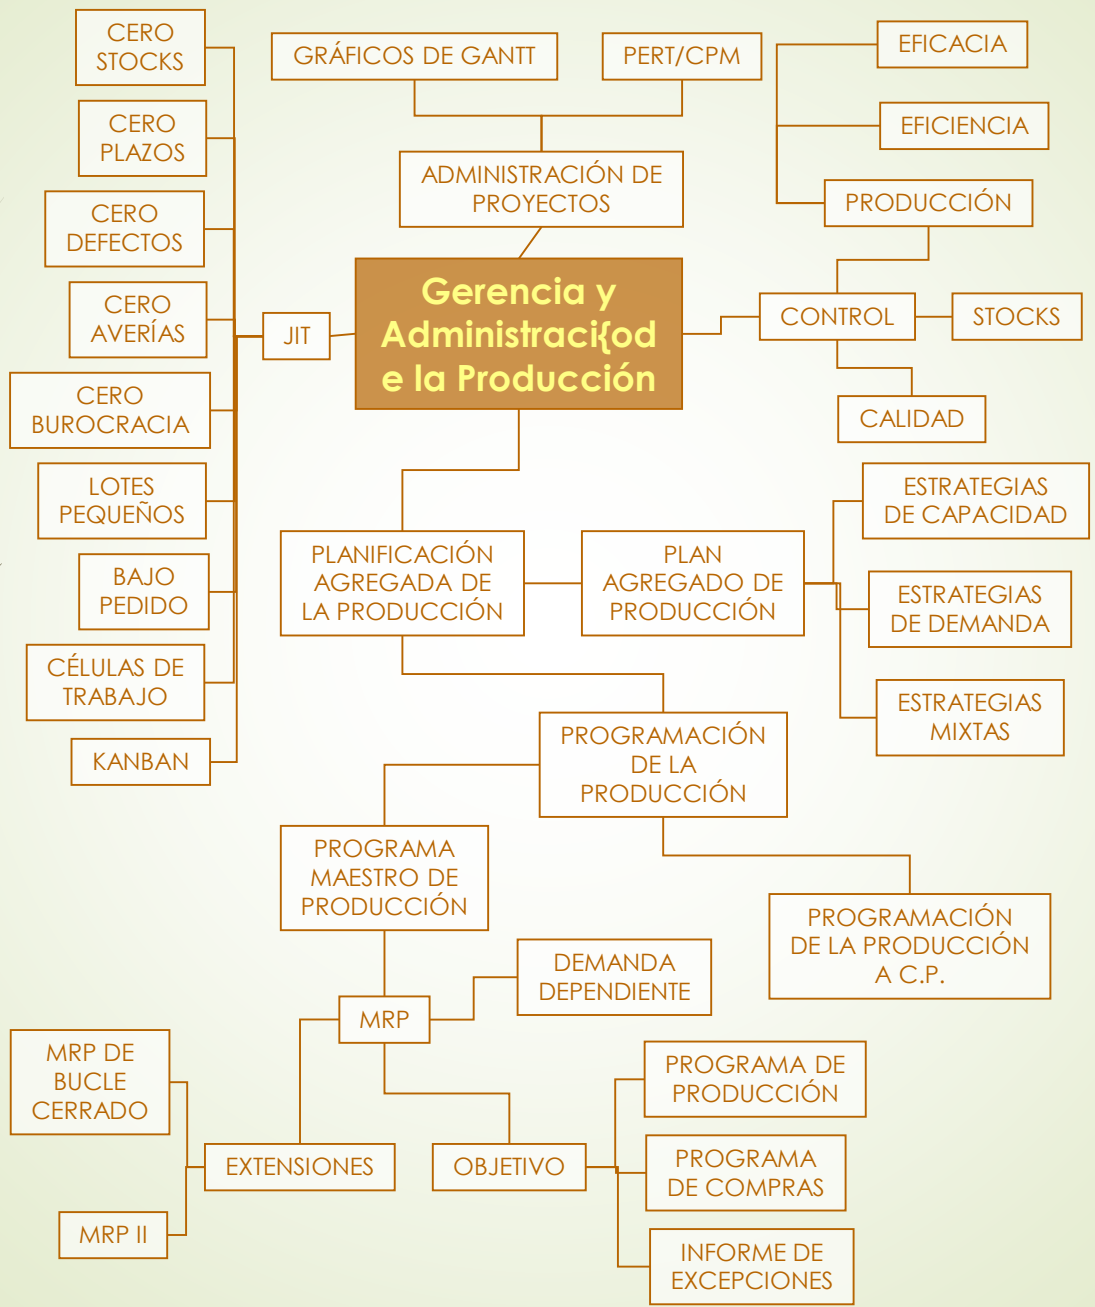 CERO
STOCKS
CERO
PLAZOS
CERO
DEFECTOS
CERO
AVERÍAS
CERO
BUROCRACIA
LOTES
PEQUEÑOS
BAJO
PEDIDO
CÉLULAS DE
TRABAJO
KANBAN
JIT
GRÁFICOS DE GANTT
PERT/CPM
ADMINISTRACIÓN DE
PROYECTOS
Gerencia y
Administraci{od
e la Producción
EFICACIA
EFICIENCIA
PRODUCCIÓN
CONTROL
STOCKS
CALIDAD
PLANIFICACIÓN
AGREGADA DE
LA PRODUCCIÓN
PLAN
AGREGADO DE
PRODUCCIÓN
ESTRATEGIAS
DE CAPACIDAD
ESTRATEGIAS
DE DEMANDA
ESTRATEGIAS
MIXTAS
PROGRAMACIÓN
DE LA
PRODUCCIÓN
PROGRAMA
MAESTRO DE
PRODUCCIÓN
PROGRAMACIÓN
DE LA PRODUCCIÓN
A C.P.
MRP
DEMANDA
DEPENDIENTE
MRP DE
BUCLE
CERRADO
EXTENSIONES
MRP II
OBJETIVO
PROGRAMA DE
PRODUCCIÓN
PROGRAMA
DE COMPRAS
INFORME DE
EXCEPCIONES